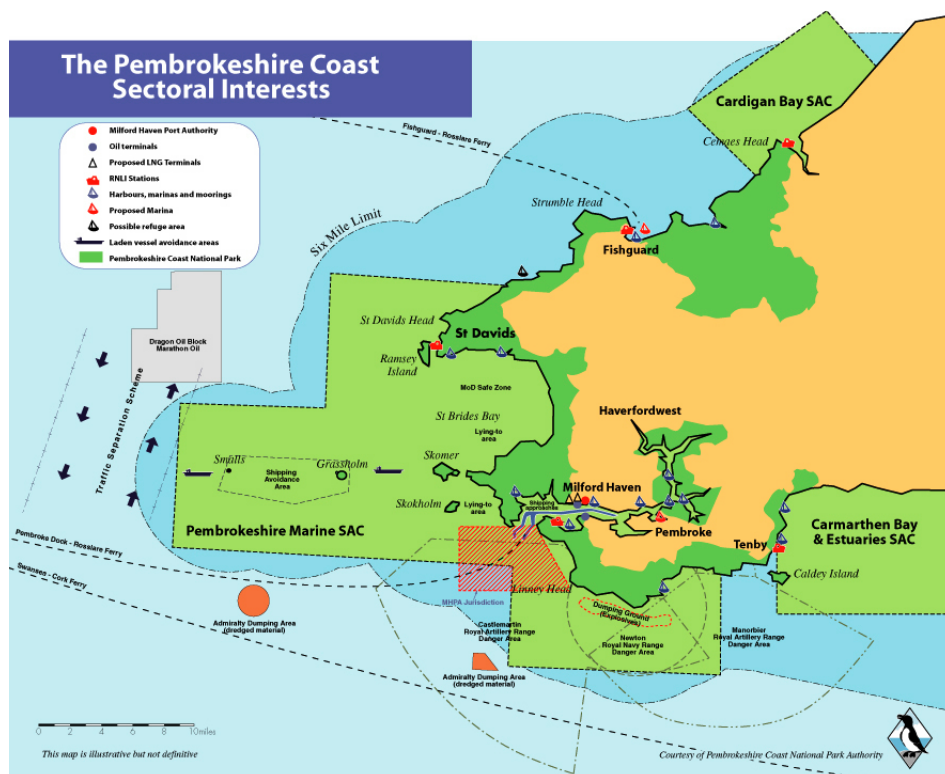 The Pembrokeshire Coast
Sectoral Interests
Milford Haven Port Authority
Oil terminals
Proposed LNG Terminals
RNLI Stations
Harbours, marinas and moorings
Proposed Marina
Possible refuge area
Laden vessel avoidance areas
Pembrokeshire Coast National Park
Fishguard - Rosslare Ferry
Cardigan Bay SAC
Cemaes Head
Strumble Head
Six Mile Limit
Fishguard
Dragon Oil Block
Marathon Oil
St Davids Head
St Davids
Ramsey
Island
MoD Safe Zone
Traffic Separation Scheme
St Brides Bay
Lying-to
area
Haverfordwest
Smalls
Grassholm
Skomer
Shipping
Avoidance
Area
Skokholm
Lying-to
area
Shipping
approaches
Milford Haven
Pembrokeshire Marine SAC
Pembroke
Tenby
Carmarthen Bay
& Estuaries SAC
Caldey Island
Pembroke Dock - Rosslare Ferry
Swansea - Cork Ferry
Linney Head
MHPA Jurisdiction
Dumping Ground
(Explosives)
Admiralty Dumping Area
(dredged material)
Castlemartin
Royal Artillery Range
Danger Area
Newton
Royal Navy Range
Danger Area
Manorbier
Royal Artillery Range
Danger Area
Admiralty Dumping Area
(dredged material)
0 10miles
This map is illustrative but not definitive
Courtesy of Pembrokeshire Coast National Park Authority